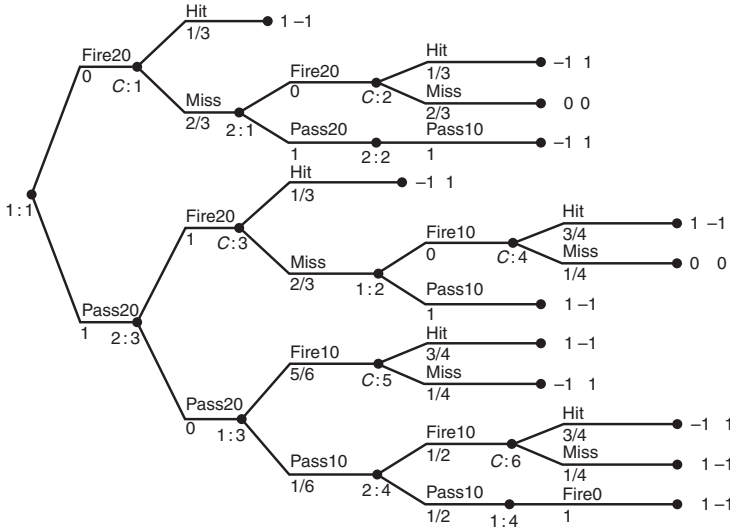 Hit
1/3
1 –1
Fire20
0
C:1
Miss
2/3
2:1
Fire20
0
C:2
Hit
1/3
–1 1
Miss
2/3
0 0
Pass20
1
2:2
Pass10
1
–1 1
1:1
Pass20
1
2:3
Fire20
1
C:3
Hit
1/3
–1 1
Miss
2/3
1:2
Fire10
0
C:4
Hit
3/4
1 –1
Miss
1/4
0 0
Pass10
1
1 –1
Pass20
0
1:3
Fire10
5/6
C:5
Hit
3/4
1 –1
Miss
1/4
–1 1
Pass10
1/6
2:4
Fire10
1/2
C:6
Hit
3/4
–1 1
Miss
1/4
1 –1
Pass10
1/2
1:4
Fire0
1
1 –1